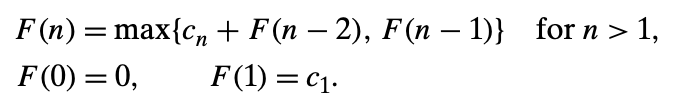 F(n) = max{cₙ + F(n − 2), F(n − 1)} for n > 1,
F(0) = 0, F(1) = c₁.